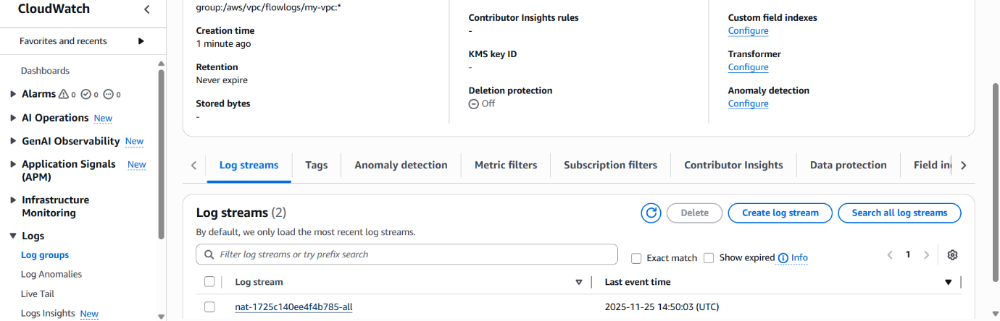 CloudWatch
Favorites and recents
Dashboards
Alarms 0 0 0
AI Operations New
GenAI Observability New
Application Signals New
(APM)
Infrastructure
Monitoring
Logs
Log groups
Log Anomalies
Live Tail
Logs Insights New
group:/aws/vpc/flowlogs/my-vpc:*
Creation time
1 minute ago
Retention
Never expire
Stored bytes
-
Contributor Insights rules
-
KMS key ID
-
Deletion protection
Off
Custom field indexes
Configure
Transformer
Configure
Anomaly detection
Configure
Log streams Tags Anomaly detection Metric filters Subscription filters Contributor Insights Data protection Field in
Log streams (2) Delete Create log stream Search all log streams
By default, we only load the most recent log streams.
Filter log streams or try prefix search Exact match Show expired Info 1
Log stream Last event time
nat-1725c140ee4f4b785-all 2025-11-25 14:50:03 (UTC)